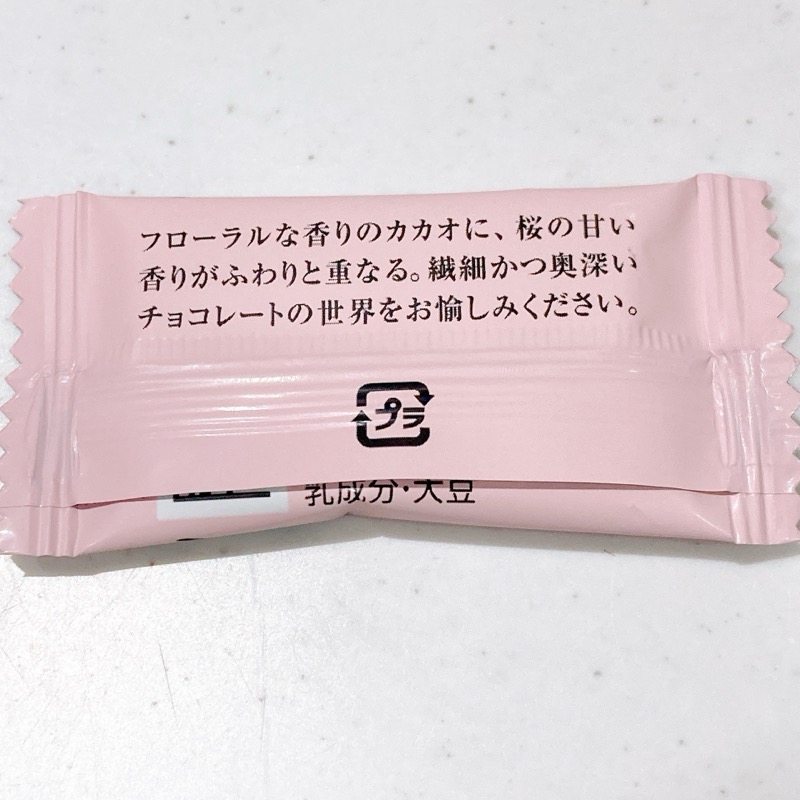 フローラルな香りのカカオに、桜の甘い
香りがふわりと重なる。繊細かつ奥深い
チョコレートの世界をお愉しみください。
プラ
乳成分・大豆